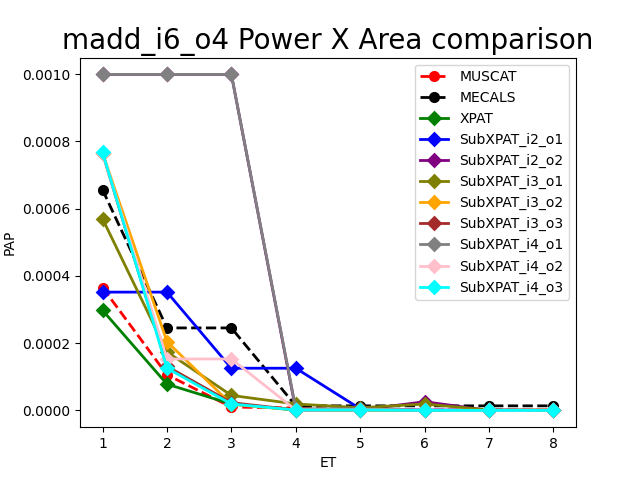 madd_i6_o4 Power X Area comparison
0.0010
0.0008
0.0006
0.0004
0.0002
0.0000
PAP
1 2 3 4 5 6 7 8
ET
MUSCAT
MECALS
XPAT
SubXPAT_i2_o1
SubXPAT_i2_o2
SubXPAT_i3_o1
SubXPAT_i3_o2
SubXPAT_i3_o3
SubXPAT_i4_o1
SubXPAT_i4_o2
SubXPAT_i4_o3